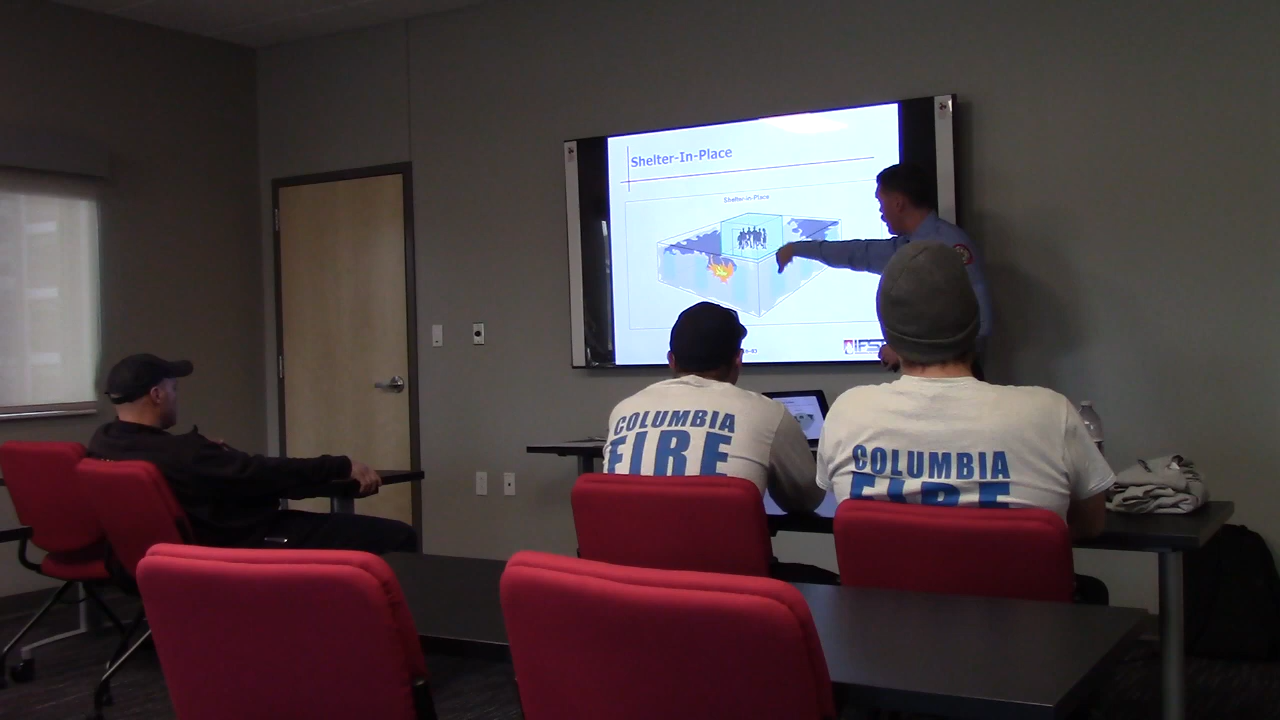 Shelter-In-Place
Shelter-in-Place
COLUMBIA
FIRE
COLUMBIA
FIRE